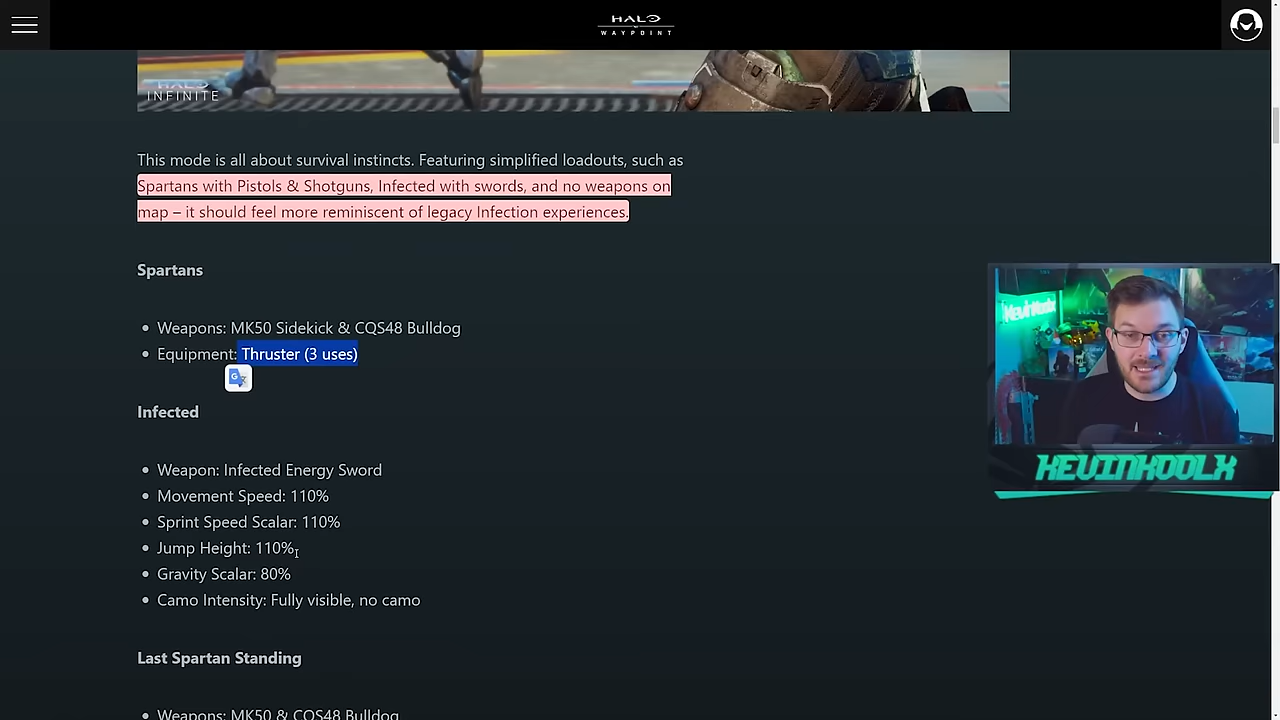 HALO
WAYPOINT
HALO
INFINITE
This mode is all about survival instincts. Featuring simplified loadouts, such as
Spartans with Pistols & Shotguns, Infected with swords, and no weapons on
map – it should feel more reminiscent of legacy Infection experiences.
Spartans
• Weapons: MK50 Sidekick & CQS48 Bulldog
• Equipment: Thruster (3 uses)
G
Infected
• Weapon: Infected Energy Sword
• Movement Speed: 110%
• Sprint Speed Scalar: 110%
• Jump Height: 110%
• Gravity Scalar: 80%
• Camo Intensity: Fully visible, no camo
Last Spartan Standing
• Weapons: MK50 & CQS48 Bulldog
KevinKoolx
KEVINKOOLX